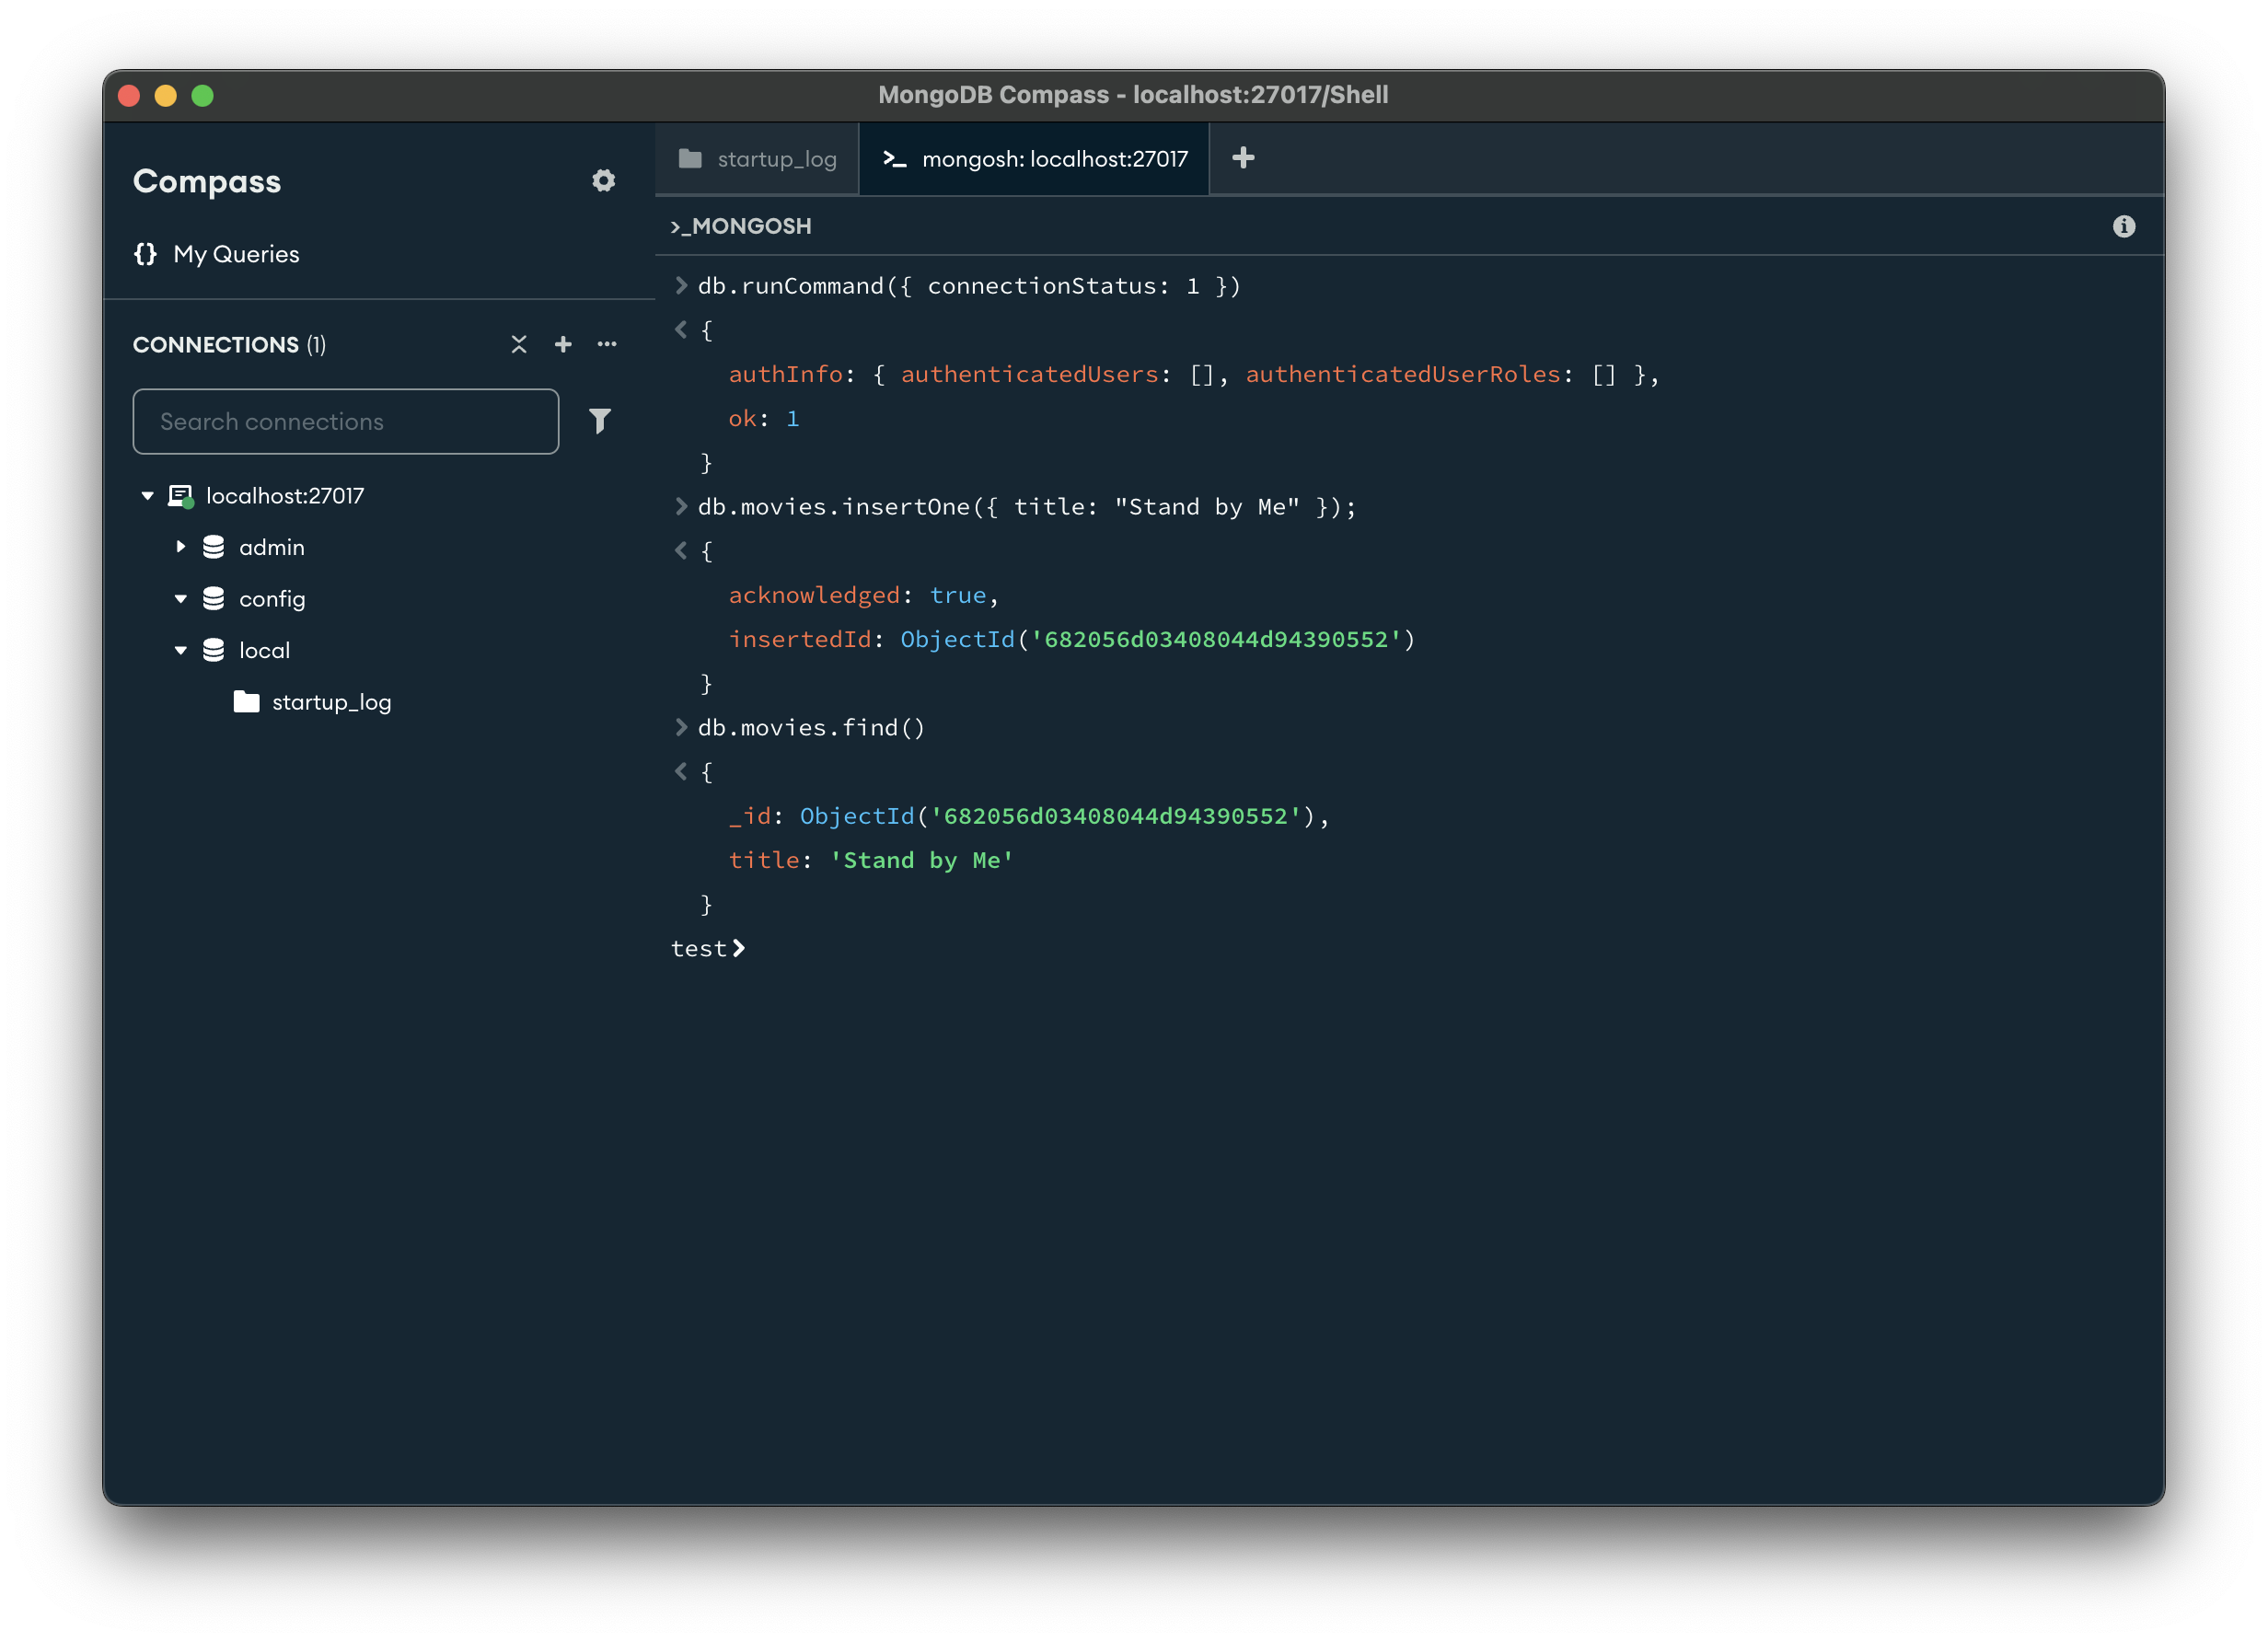 MongoDB Compass - localhost:27017/Shell
Compass
{} My Queries
CONNECTIONS (1)
Search connections
localhost:27017
admin
config
local
startup_log
startup_log
>_ mongosh: localhost:27017
>_MONGOSH
> db.runCommand({ connectionStatus: 1 })
< {
authInfo: { authenticatedUsers: [], authenticatedUserRoles: [] },
ok: 1
}
> db.movies.insertOne({ title: "Stand by Me" });
< {
acknowledged: true,
insertedId: ObjectId('682056d03408044d94390552')
}
> db.movies.find()
< {
_id: ObjectId('682056d03408044d94390552'),
title: 'Stand by Me'
}
test>